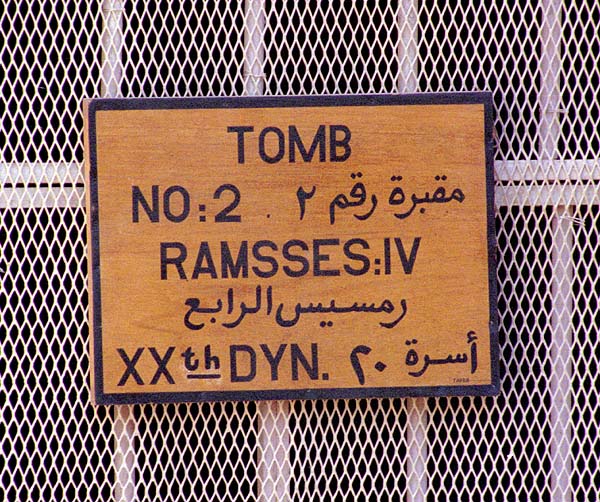 TOMB
NO:2 . مقبرة رقم ٢
RAMSSES:IV
رمسيس الرابع
XXth DYN. أسرة ٢٠